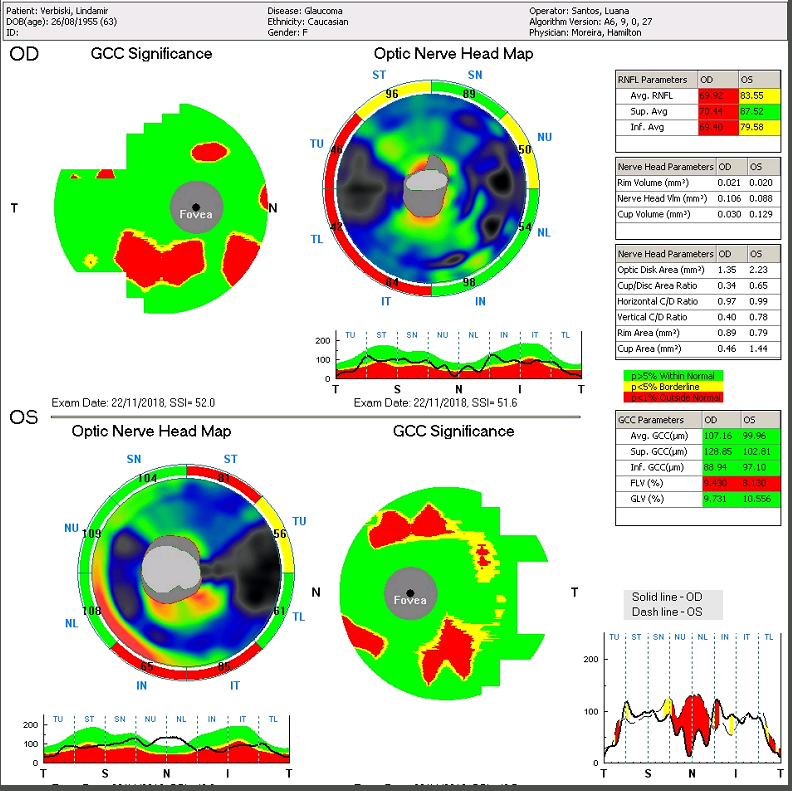 Patient: Verbiski, Lindamir
Disease: Glaucoma
Operator: Santos, Luana
DOB(age): 26/08/1955 (63)
Ethnicity: Caucasian
Algorithm Version: A6, 9, 0, 27
ID:
Gender: F
Physician: Moreira, Hamilton
OD
GCC Significance
Optic Nerve Head Map
T
Fovea
N
ST
SN
TU
NU
TL
NL
IT
IN
96
89
46
50
42
54
98
TU ST SN NU NL IN IT TL
200
100
0
T S N I T
Exam Date: 22/11/2018, SSI= 52.0
Exam Date: 22/11/2018, SSI= 51.6
RNFL Parameters OD OS
Avg. RNFL 69.92 83.55
Sup. Avg 70.44 87.52
Inf. Avg 69.40 79.58
Nerve Head Parameters OD OS
Rim Volume (mm³) 0.021 0.020
Nerve Head Vlm (mm³) 0.106 0.088
Cup Volume (mm³) 0.030 0.129
Nerve Head Parameters OD OS
Optic Disk Area (mm²) 1.35 2.23
Cup/Disc Area Ratio 0.34 0.65
Horizontal C/D Ratio 0.97 0.99
Vertical C/D Ratio 0.40 0.78
Rim Area (mm²) 0.89 0.79
Cup Area (mm²) 0.46 1.44
p>5% Within Normal
p<5% Borderline
p<1% Outside Normal
GCC Parameters OD OS
Avg. GCC(µm) 107.16 99.96
Sup. GCC(µm) 128.85 102.81
Inf. GCC(µm) 88.94 97.10
FLV (%) 9.430 8.130
GLV (%) 9.731 10.556
OS
Optic Nerve Head Map
GCC Significance
SN
ST
NU
TU
NL
TL
IN
IT
104
109
56
108
61
N
Fovea
T
TU ST SN NU NL IN IT TL
200
100
0
T S N I T
Solid line - OD
Dash line - OS
TU ST SN NU NL IN IT TL
200
100
0
T S N I T